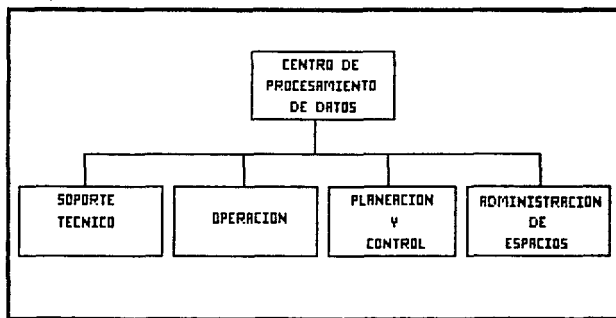 CENTRO DE
PROCESAMIENTO
DE DATOS
SOPORTE
TECNICO
OPERACION
PLANEACION
Y
CONTROL
ADMINISTRACION
DE
ESPACIOS